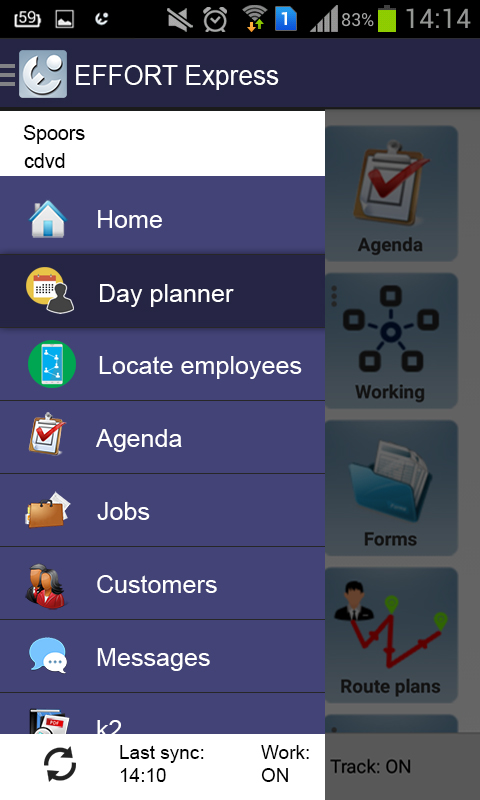 59
1
83%
14:14
EFFORT Express
Spoors
cdvd
Home
Day planner
Locate employees
Agenda
Jobs
Customers
Messages
k2
PDF
Agenda
Working
Forms
Route plans
Last sync:
14:10
Work:
ON
Track: ON